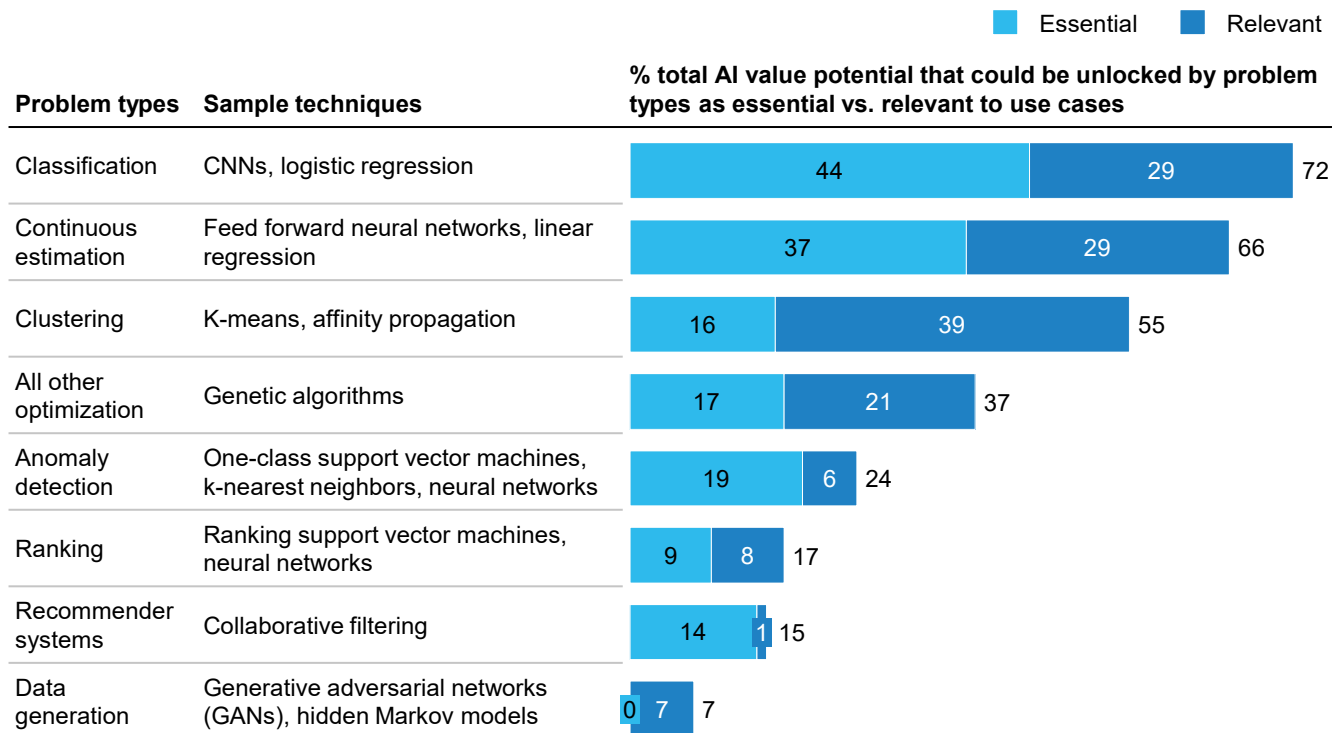 Essential Relevant
% total AI value potential that could be unlocked by problem
Problem types Sample techniques types as essential vs. relevant to use cases
Classification CNNs, logistic regression 44 29 72
Continuous
estimation
Feed forward neural networks, linear
regression
37 29 66
Clustering K-means, affinity propagation 16 39 55
All other
optimization
Genetic algorithms 17 21 37
Anomaly
detection
One-class support vector machines,
k-nearest neighbors, neural networks
19 6 24
Ranking
Ranking support vector machines,
neural networks
9 8 17
Recommender
systems
Collaborative filtering 14 1 15
Data
generation
Generative adversarial networks
(GANs), hidden Markov models
0 7 7